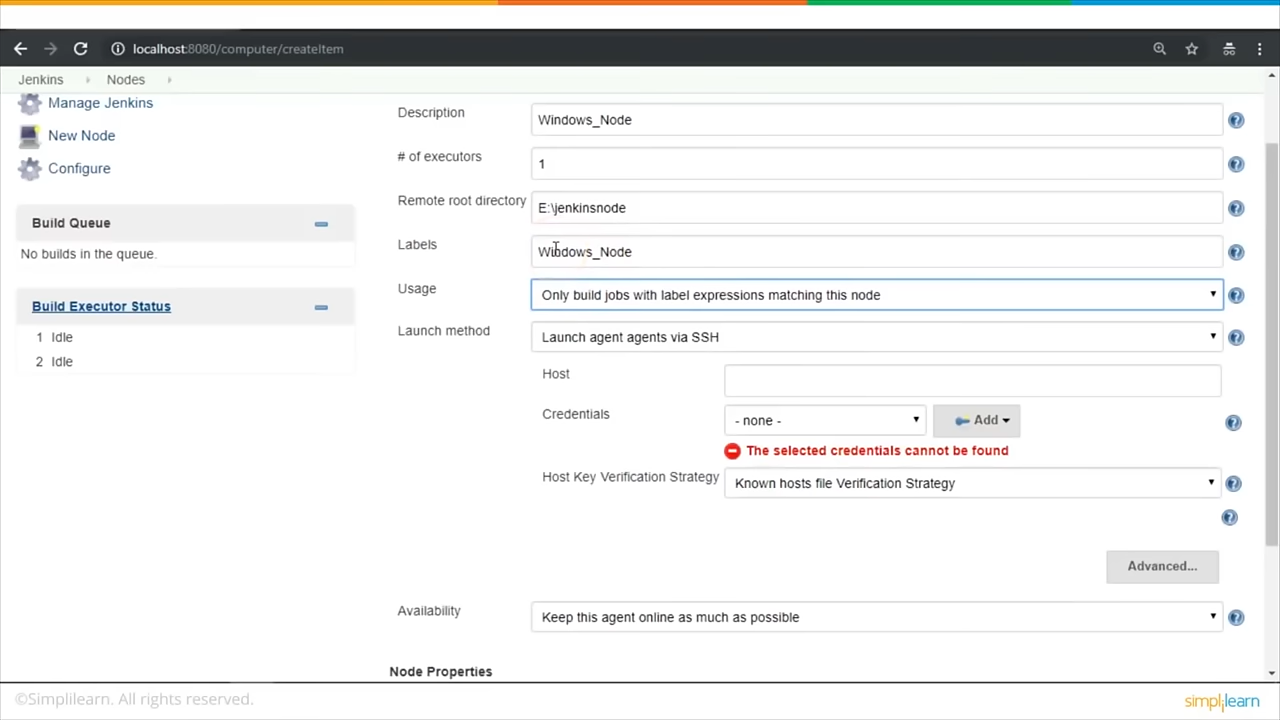 localhost:8080/computer/createItem
Jenkins Nodes
Manage Jenkins
New Node
Configure
Build Queue
No builds in the queue.
Build Executor Status
1 Idle
2 Idle
Description Windows_Node
# of executors 1
Remote root directory E:\jenkinsnode
Labels Windows_Node
Usage Only build jobs with label expressions matching this node
Launch method Launch agent agents via SSH
Host
Credentials - none - Add
The selected credentials cannot be found
Host Key Verification Strategy Known hosts file Verification Strategy
Advanced...
Availability Keep this agent online as much as possible
Node Properties
©Simplilearn. All rights reserved.
simplilearn